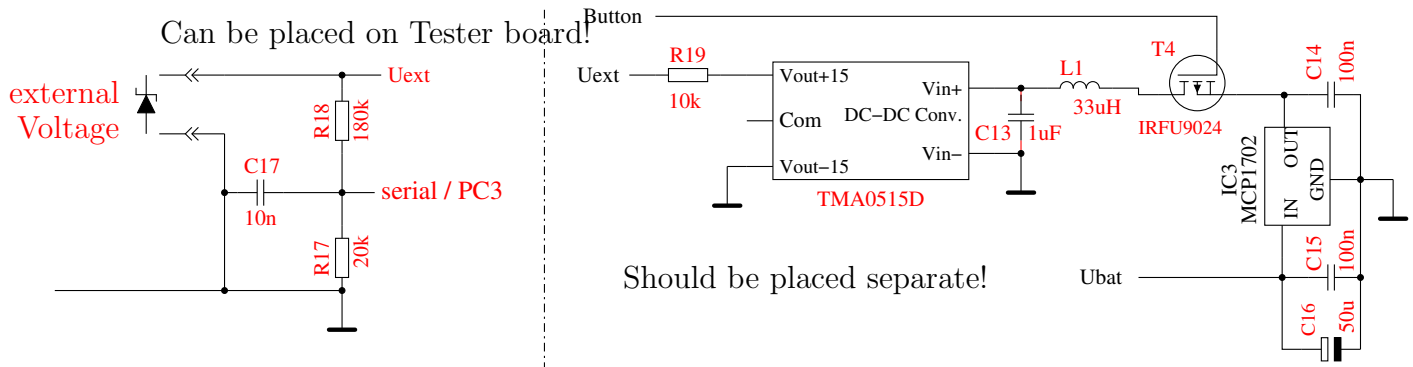 Can be placed on Tester board!
Uext
external
Voltage
R18
180k
C17
10n
serial / PC3
R17
20k
Button
Uext
R19
10k
Vout+15
Com
Vout−15
Vin+
DC−DC Conv.
Vin−
TMA0515D
C13
1uF
L1
33uH
T4
IRFU9024
C14
100n
IC3
MCP1702
OUT
GND
IN
Ubat
C15
100n
C16
50u
Should be placed separate!